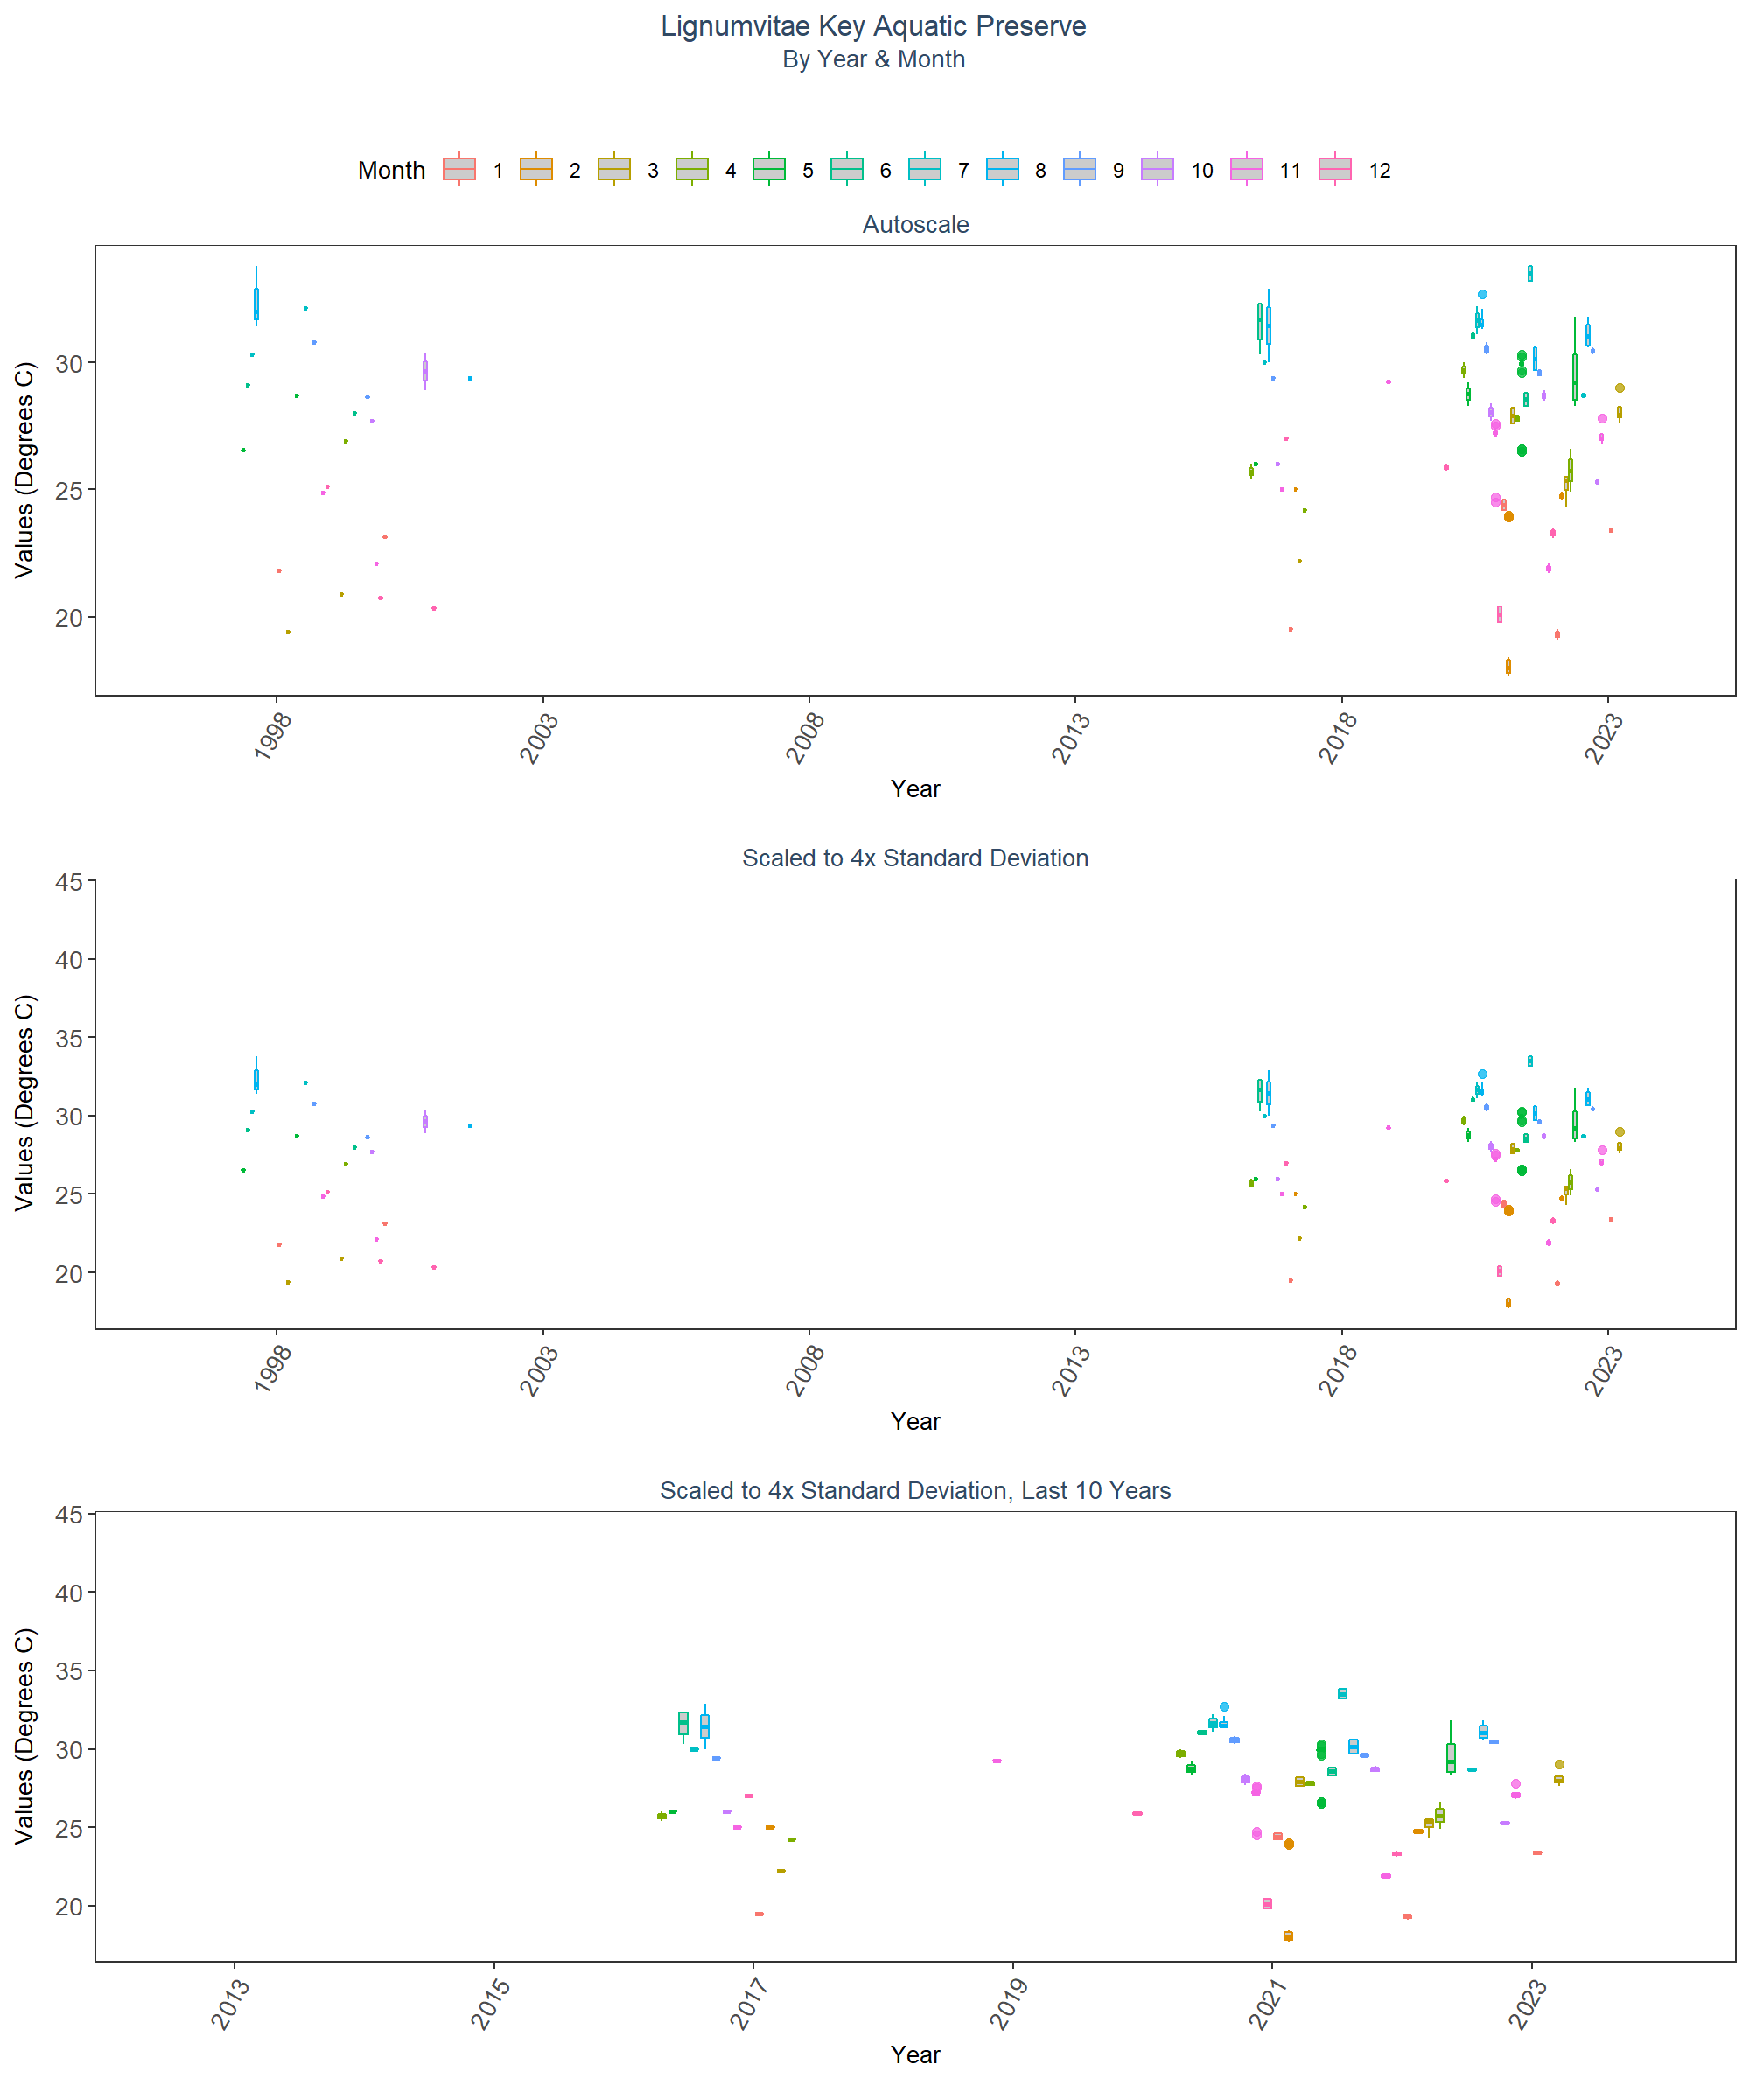 Lignumvitae Key Aquatic Preserve
By Year & Month
Month 1 2 3 4 5 6 7 8 9 10 11 12
Autoscale
Values (Degrees C)
30
25
20
1998 2003 2008 2013 2018 2023
Year
Scaled to 4x Standard Deviation
Values (Degrees C)
45
40
35
30
25
20
1998 2003 2008 2013 2018 2023
Year
Scaled to 4x Standard Deviation, Last 10 Years
Values (Degrees C)
45
40
35
30
25
20
2013 2015 2017 2019 2021 2023
Year